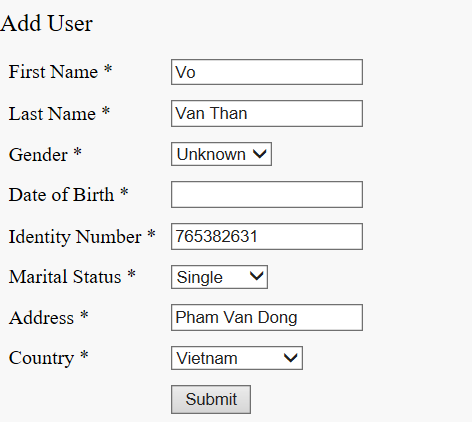 Add User
First Name * Vo
Last Name * Van Than
Gender * Unknown
Date of Birth *
Identity Number * 765382631
Marital Status * Single
Address * Pham Van Dong
Country * Vietnam
Submit